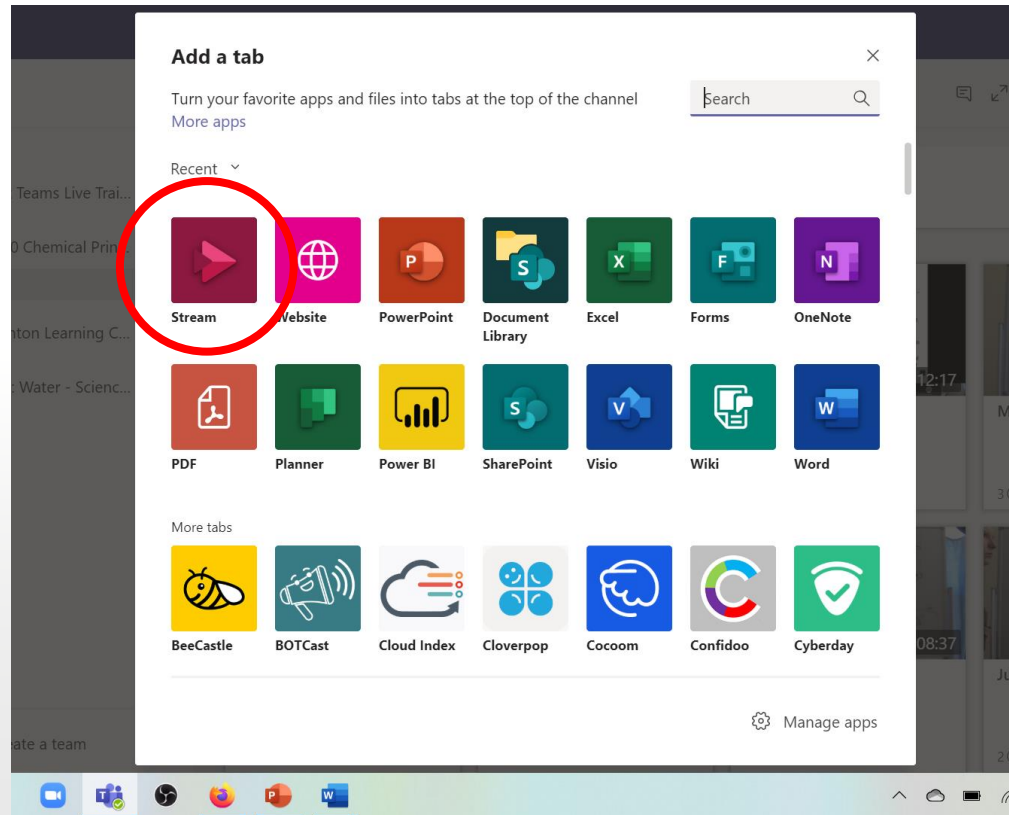 Add a tab
Turn your favorite apps and files into tabs at the top of the channel
More apps
Search
Recent
Teams Live Trai...
0 Chemical Prin...
nton Learning C...
: Water - Scienc...
Stream Website PowerPoint Document Library Excel Forms OneNote
PDF Planner Power BI SharePoint Visio Wiki Word
12:17
More tabs
BeeCastle BOTCast Cloud Index Cloverpop Cocoom Confidoo Cyberday
08:37
Manage apps
eate a team